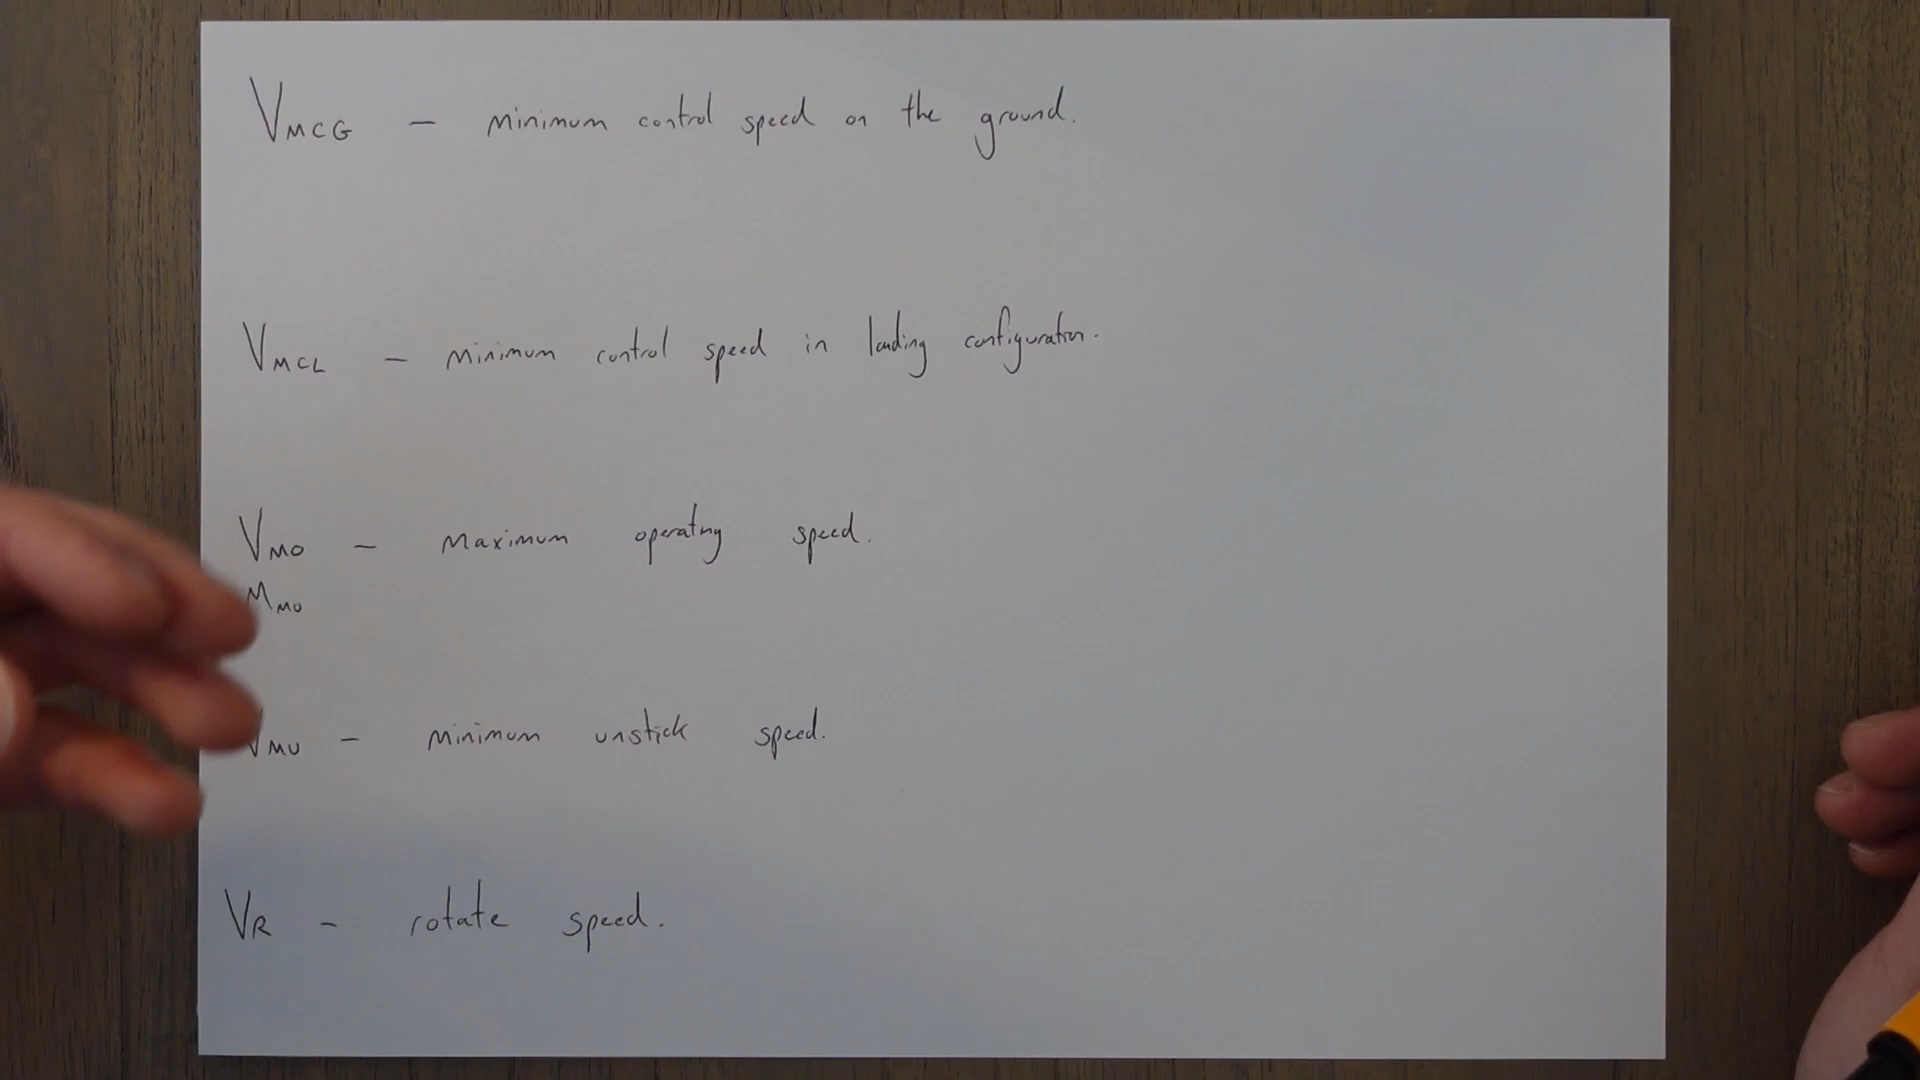 VMCG – minimum control speed on the ground.
VMCL – minimum control speed in landing configuration.
VMO – maximum operating speed.
MMO
VMU – minimum unstick speed.
VR – rotate speed.